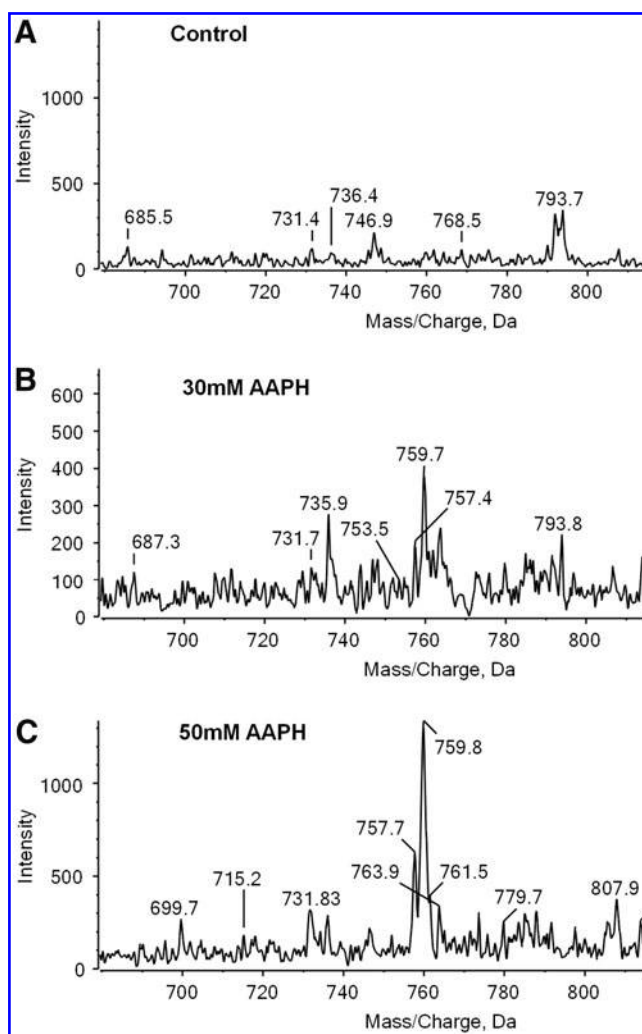 A
Control
Intensity
1000
500
0
685.5
731.4
736.4
746.9
768.5
793.7
700 720 740 760 780 800
Mass/Charge, Da
B
30mM AAPH
Intensity
600
500
400
300
200
100
0
687.3
731.7
735.9
753.5
759.7
757.4
793.8
700 720 740 760 780 800
Mass/Charge, Da
C
50mM AAPH
Intensity
1000
500
0
699.7
715.2
731.83
757.7
763.9
759.8
761.5
779.7
807.9
700 720 740 760 780 800
Mass/Charge, Da